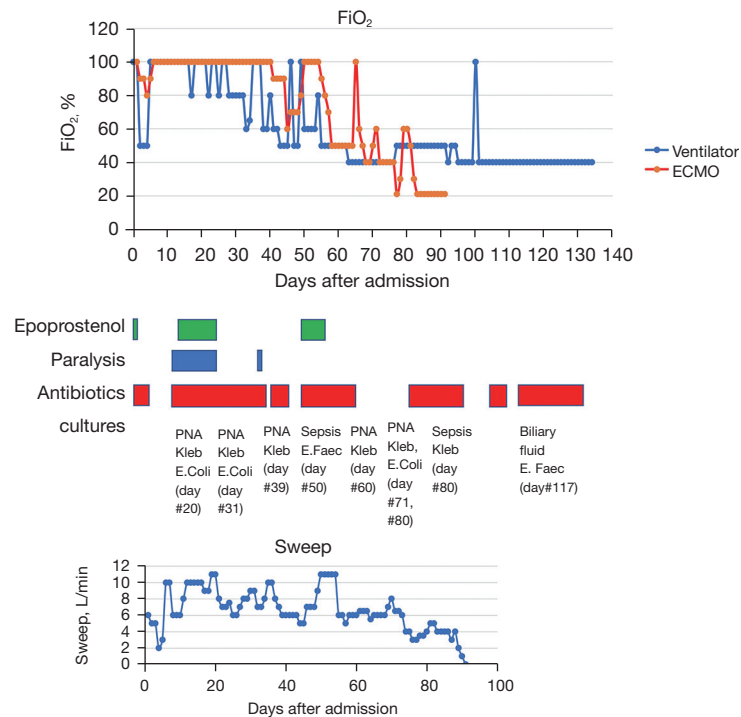 FiO₂
120
100
80
60
40
20
0
FiO₂, %
0 10 20 30 40 50 60 70 80 90 100 110 120 130 140
Days after admission
Ventilator
ECMO
Epoprostenol
Paralysis
Antibiotics
cultures
PNA
Kleb
E.Coli
(day
#20)
PNA
Kleb
E.Coli
(day
#31)
PNA
Kleb
(day
#39)
Sepsis
E.Faec
(day
#50)
PNA
Kleb
(day
#60)
PNA
Kleb,
E.Coli
(day
#71,
#80)
Sepsis
Kleb
(day
#80)
Biliary
fluid
E. Faec
(day#117)
Sweep
12
10
8
6
4
2
0
Sweep, L/min
0 20 40 60 80 100
Days after admission